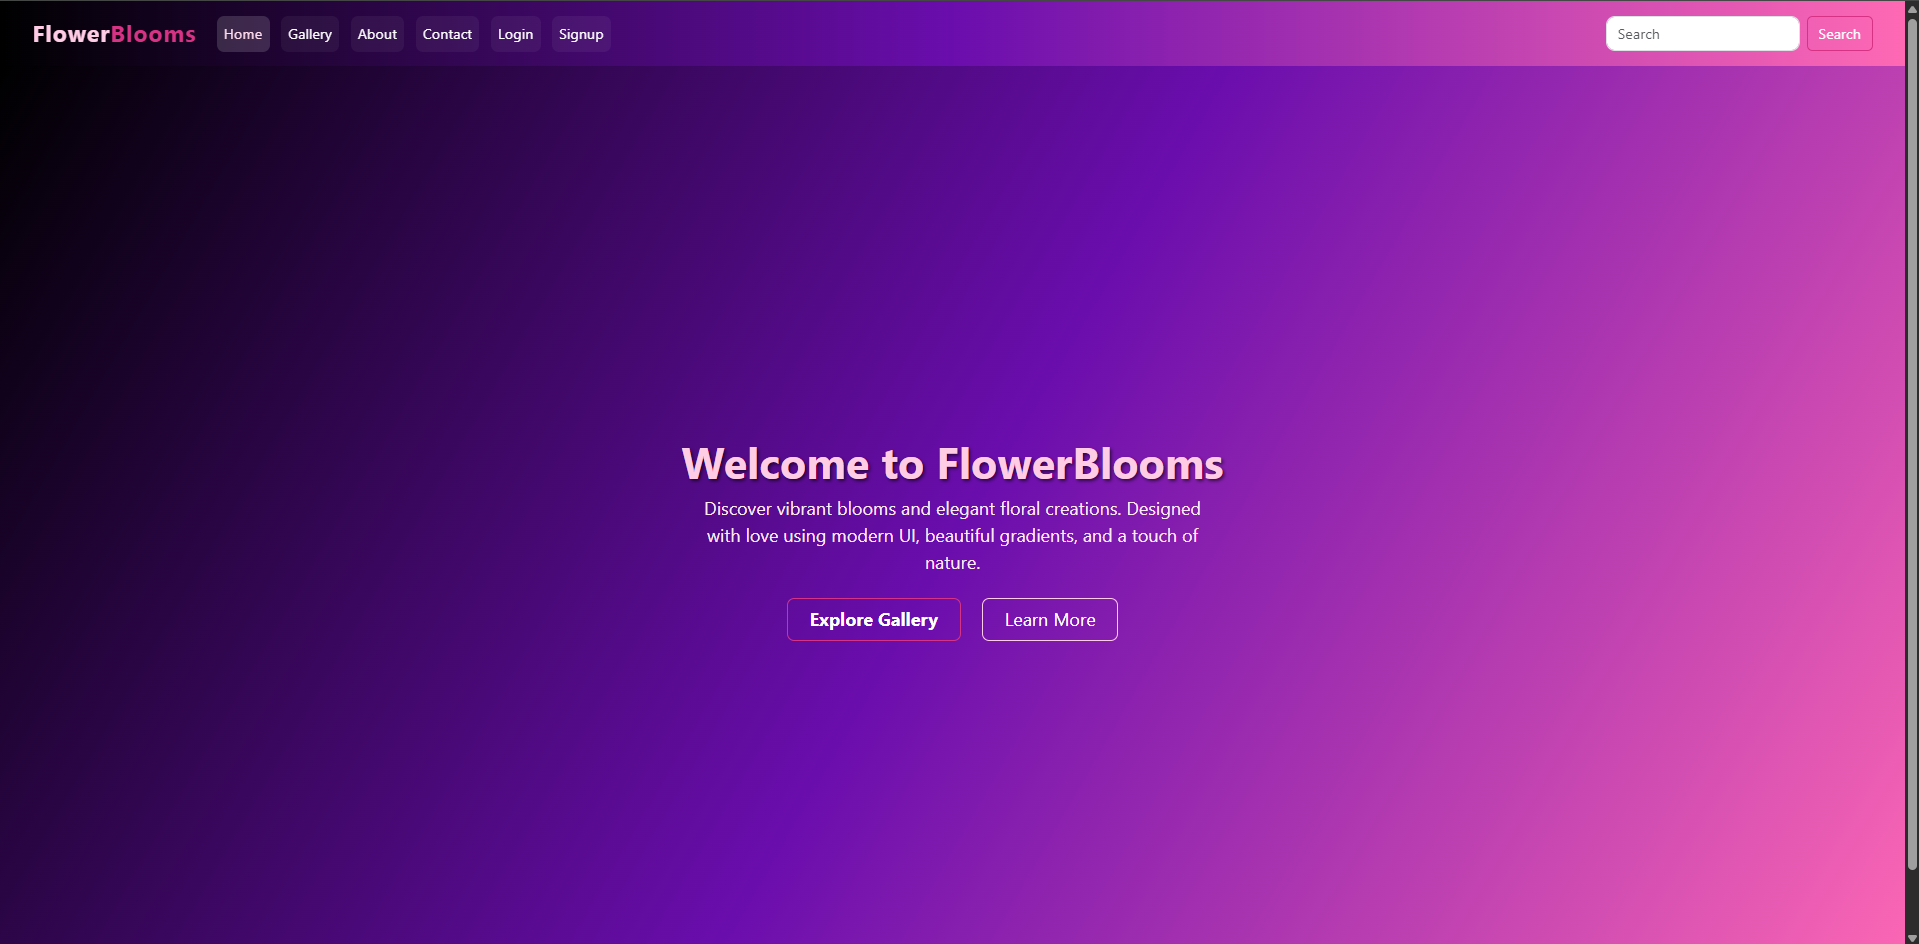 FlowerBlooms Home Gallery About Contact Login Signup Search Search
Welcome to FlowerBlooms
Discover vibrant blooms and elegant floral creations. Designed
with love using modern UI, beautiful gradients, and a touch of
nature.
Explore Gallery Learn More